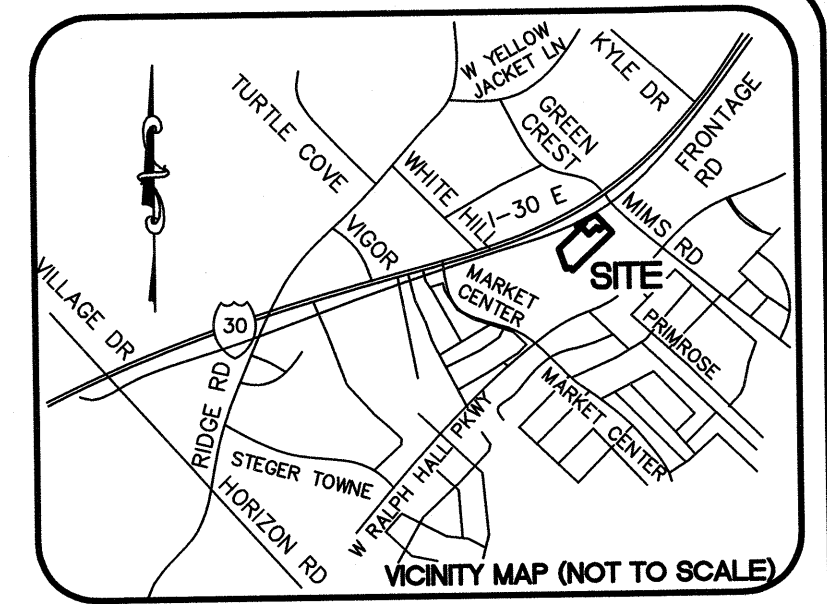 W YELLOW
JACKET LN
KYLE DR
TURTLE COVE
GREEN
CREST
FRONTAGE
RD
WHITE HILL
I-30 E
MIMS RD
VIGOR
SITE
MARKET
CENTER
VILLAGE DR
30
PRIMROSE
RIDGE RD
MARKET CENTER
STEGER TOWNE
W RALPH HALL PKWY
HORIZON RD
VICINITY MAP (NOT TO SCALE)